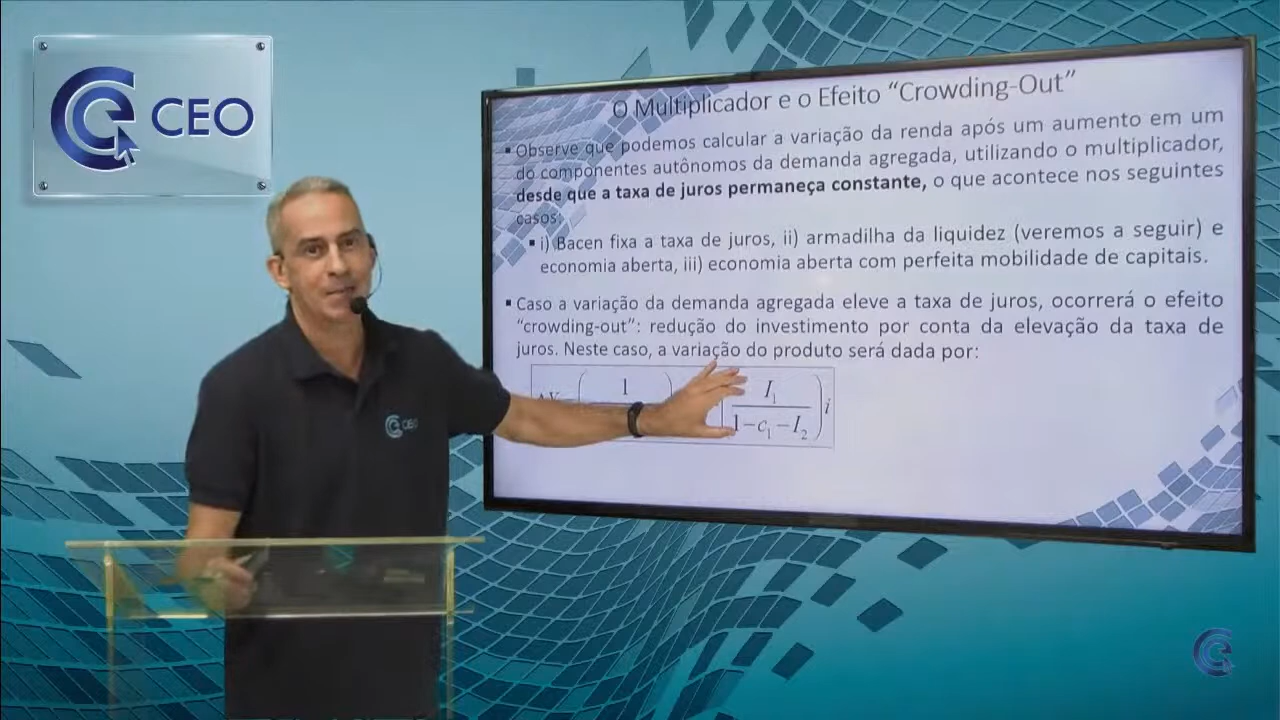 CEO
O Multiplicador e o Efeito “Crowding-Out”
Observe que podemos calcular a variação da renda após um aumento em um
do componentes autônomos da demanda agregada, utilizando o multiplicador,
desde que a taxa de juros permaneça constante, o que acontece nos seguintes
casos:
i) Bacen fixa a taxa de juros, ii) armadilha da liquidez (veremos a seguir) e
economia aberta, iii) economia aberta com perfeita mobilidade de capitais.
Caso a variação da demanda agregada eleve a taxa de juros, ocorrerá o efeito
“crowding-out”: redução do investimento por conta da elevação da taxa de
juros. Neste caso, a variação do produto será dada por:
1
I₁
1-c₁-I₂
i
CEO